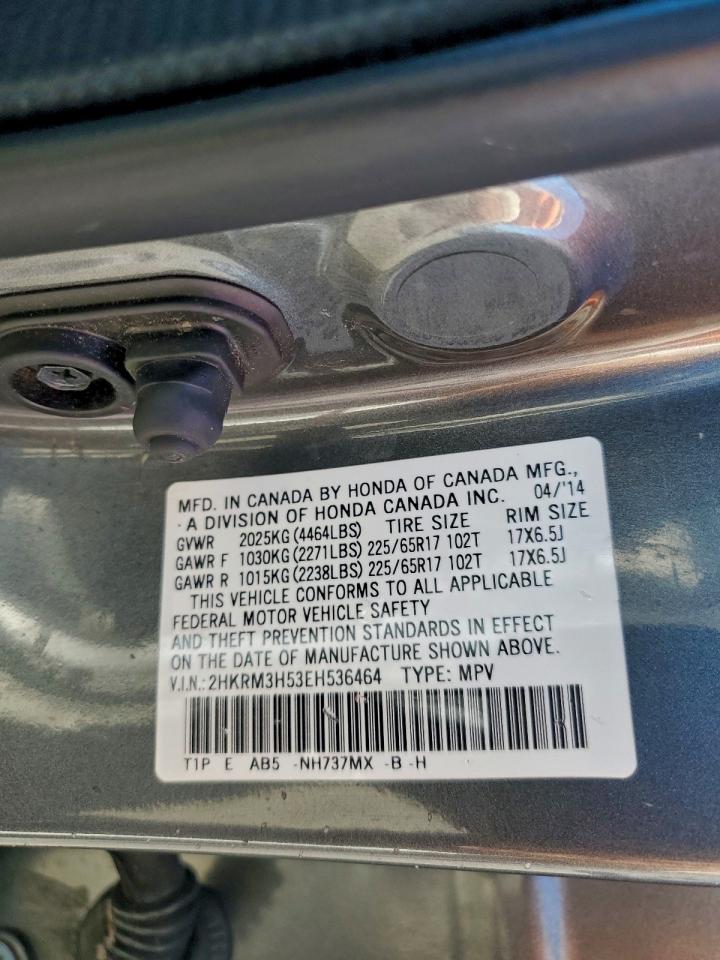 MFD. IN CANADA BY HONDA OF CANADA MFG.,
A DIVISION OF HONDA CANADA INC. 04/'14
GVWR 2025KG(4464LBS) TIRE SIZE RIM SIZE
GAWR F 1030KG(2271LBS) 225/65R17 102T 17X6.5J
GAWR R 1015KG(2238LBS) 225/65R17 102T 17X6.5J
THIS VEHICLE CONFORMS TO ALL APPLICABLE
FEDERAL MOTOR VEHICLE SAFETY
AND THEFT PREVENTION STANDARDS IN EFFECT
ON THE DATE OF MANUFACTURE SHOWN ABOVE.
V.I.N.:2HKRM3H53EH536464 TYPE: MPV
T1P E AB5 -NH737MX -B -H